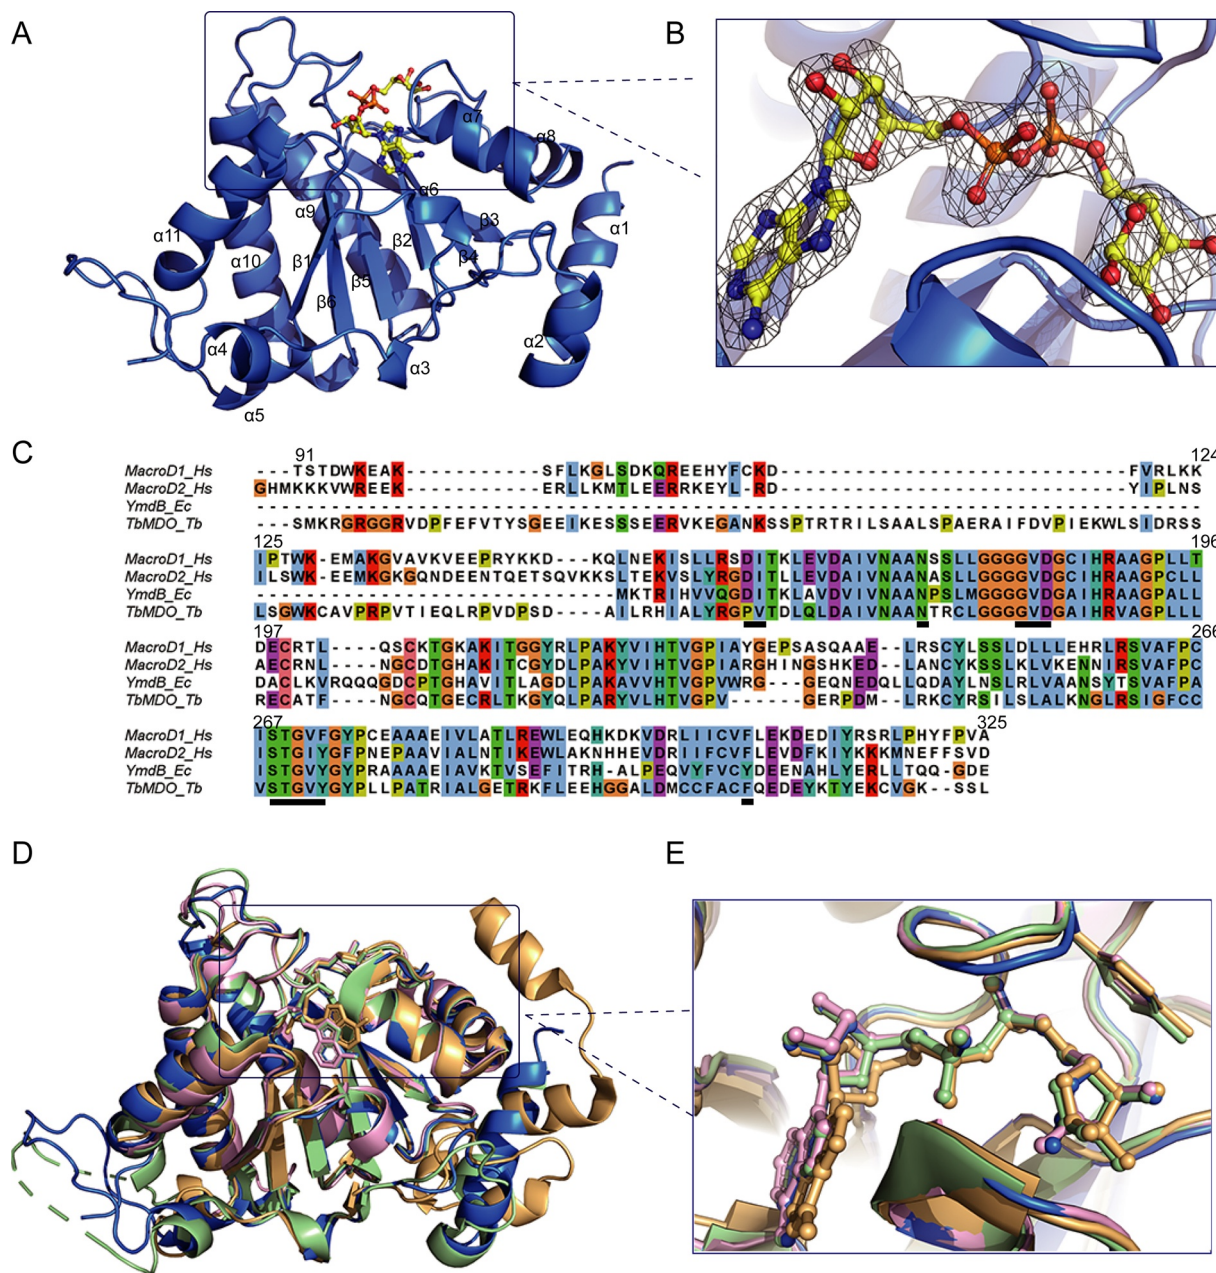 A
B
α7
α8
α6
α9
β3
α1
α11
β2
β4
α10
β1
β5
β6
α2
α4
α3
α5
C
91 124
MacroD1_Hs ---TSTDWKEAK-----------SFLKGLSDKQREEHYFCKD---------------------------FVRLKK
MacroD2_Hs GHMKKKVWREEK-----------ERLLKMTLEERRKEYL-RD---------------------------YIPLNS
YmdB_Ec
TbMDO_Tb ---SMKRGRGGRVDPFEFVTYSGEEIKESSSERVKEGANKSSPTRTRILSAALSPAERAIFDVPIEKWLSIDRSS
125 196
MacroD1_Hs IPTWK-EMAKGVAVKVEEPRYKKD---KQLNEKISLLRSDITKLEVDAIVNAANSSLLGGGGVDGCIHRAAGPLLT
MacroD2_Hs ILSWK-EEMKGKGQNDEENTQETSQVKKSLTEKVSLYRGDITLLEVDAIVNAANASLLGGGGVDGCIHRAAGPCLL
YmdB_Ec ----------------------------MKTRIHVVQGDITKLAVDVIVNAANPSLMGGGGVDGAIHRAAGPALL
TbMDO_Tb LSGWKCAVPRPVTIEQLRPVDPSD---AILRHIALYRGPVTDLQLDAIVNAANTRCLGGGGVDGAIHRVAGPLLL
197 266
MacroD1_Hs DECRTL----QSCKTGKAKITGGYRLPAKYVIHTVGPIAYGEPSASQAAE--LRSCYLSSLDLLLEHRLRSVAFPC
MacroD2_Hs AECRNL----NGCDTGHAKITCGYDLPAKYVIHTVGPIARGHINGSHKED--LANCYKSSLKLVKENNIRSVAFPC
YmdB_Ec DACLKVRQQQGDCPTGHAVITLAGDLPAKAVVHTVGPVWRG---GEQNEDQLLQDAYLNSLRLVAANSYTSVAFPA
TbMDO_Tb RECATF----NGCQTGECRLTKGYQLPARYVLHTVGPV------GERPDM--LRKCYRSILSLALKNGLRSIGFCC
267 325
MacroD1_Hs ISTGVFGYPCEAAAEIVLATLREWLEQHKDKVDRLIICVFLEKDEDIYRSRLPHYFPVA
MacroD2_Hs ISTGIYGFPNEPAAVIALNTIKEWLAKNHHEVDRIIFCVFLEVDFKIYKKKMNEFFSVD
YmdB_Ec ISTGVYGYPRAAAAEIAVKTVSEFITRH-ALPEQVYFVCYDEENAHLYERLLTQQ-GDE
TbMDO_Tb VSTGVYGYPLLPATRIALGETRKFLEEHGGALDMCCFACFQEDEYKTYEKCVGK-SSL
D
E